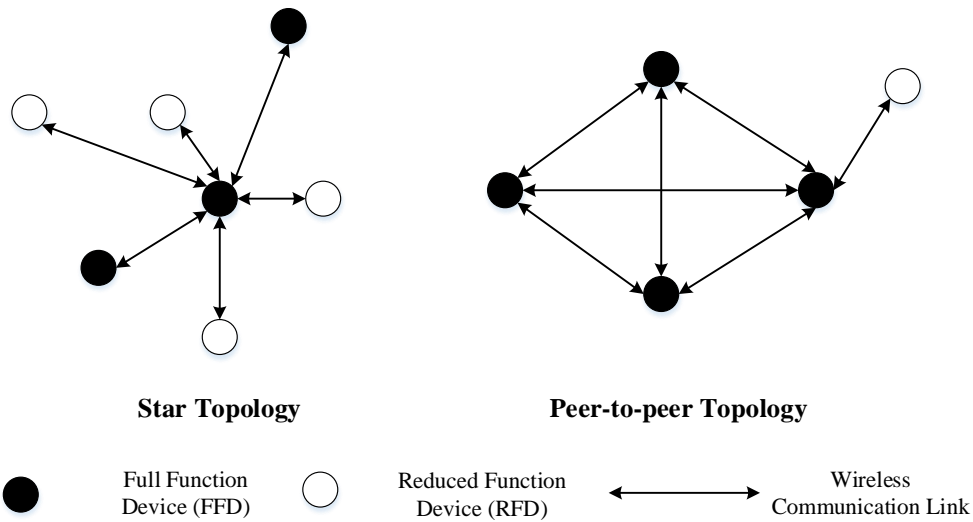 Star Topology
Peer-to-peer Topology
Full Function
Device (FFD)
Reduced Function
Device (RFD)
Wireless
Communication Link